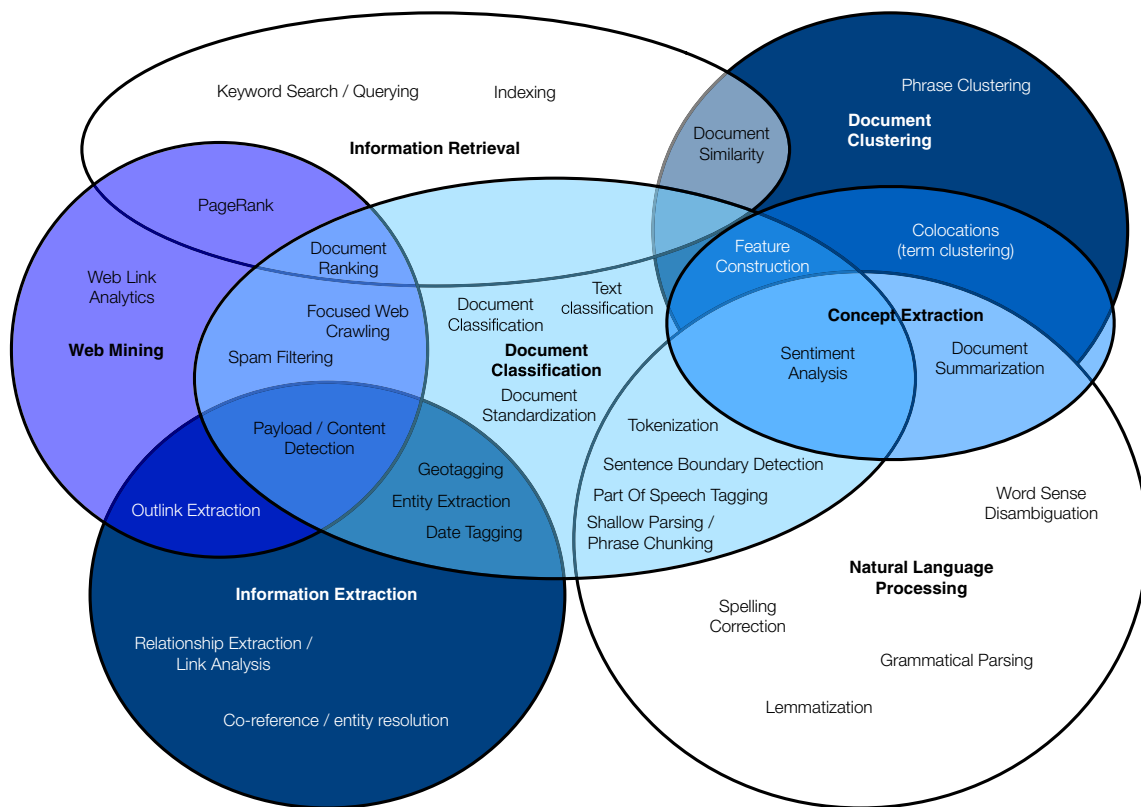 Keyword Search / Querying
Indexing
Information Retrieval
Phrase Clustering
Document
Clustering
Document
Similarity
PageRank
Document
Ranking
Web Link
Analytics
Focused Web
Crawling
Web Mining
Spam Filtering
Feature
Construction
Colocations
(term clustering)
Text
classification
Document
Classification
Document
Classification
Document
Standardization
Concept Extraction
Sentiment
Analysis
Document
Summarization
Payload / Content
Detection
Outlink Extraction
Geotagging
Entity Extraction
Date Tagging
Tokenization
Sentence Boundary Detection
Part Of Speech Tagging
Shallow Parsing /
Phrase Chunking
Word Sense
Disambiguation
Natural Language
Processing
Information Extraction
Relationship Extraction /
Link Analysis
Co-reference / entity resolution
Spelling
Correction
Grammatical Parsing
Lemmatization